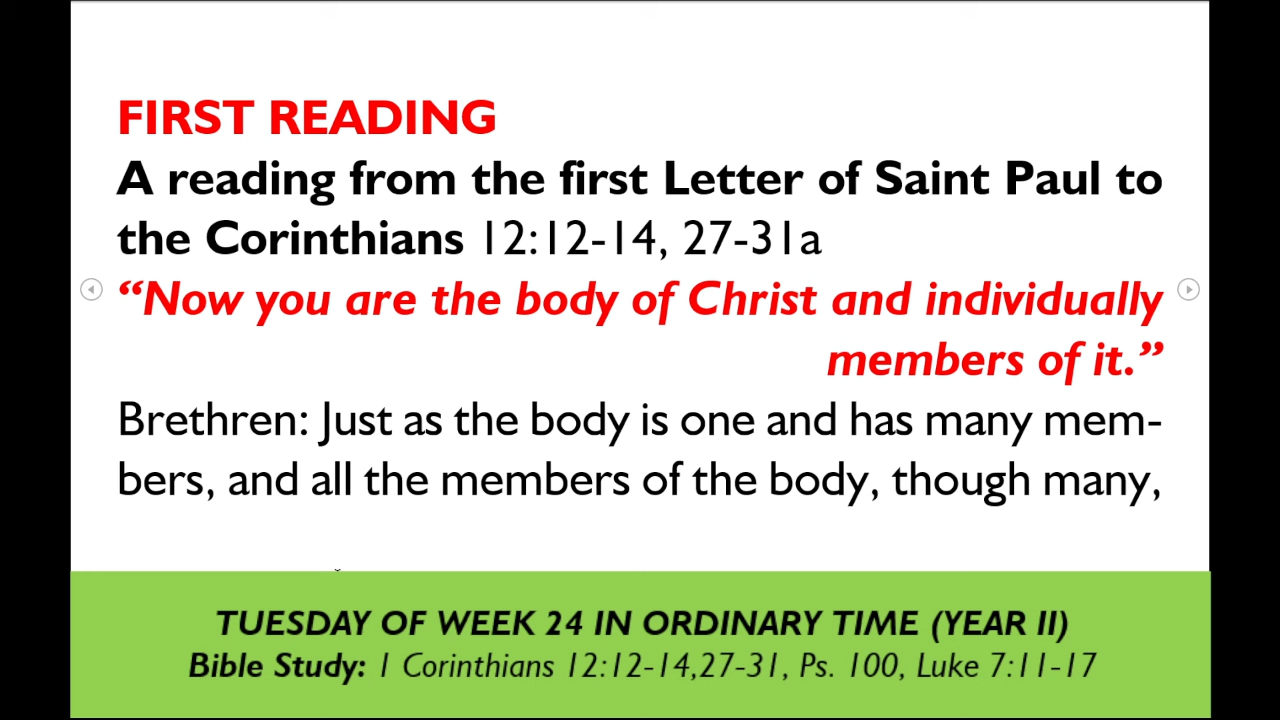 FIRST READING
A reading from the first Letter of Saint Paul to
the Corinthians 12:12-14, 27-31a
“Now you are the body of Christ and individually
members of it.”
Brethren: Just as the body is one and has many mem-
bers, and all the members of the body, though many,
TUESDAY OF WEEK 24 IN ORDINARY TIME (YEAR II)
Bible Study: 1 Corinthians 12:12-14,27-31, Ps. 100, Luke 7:11-17